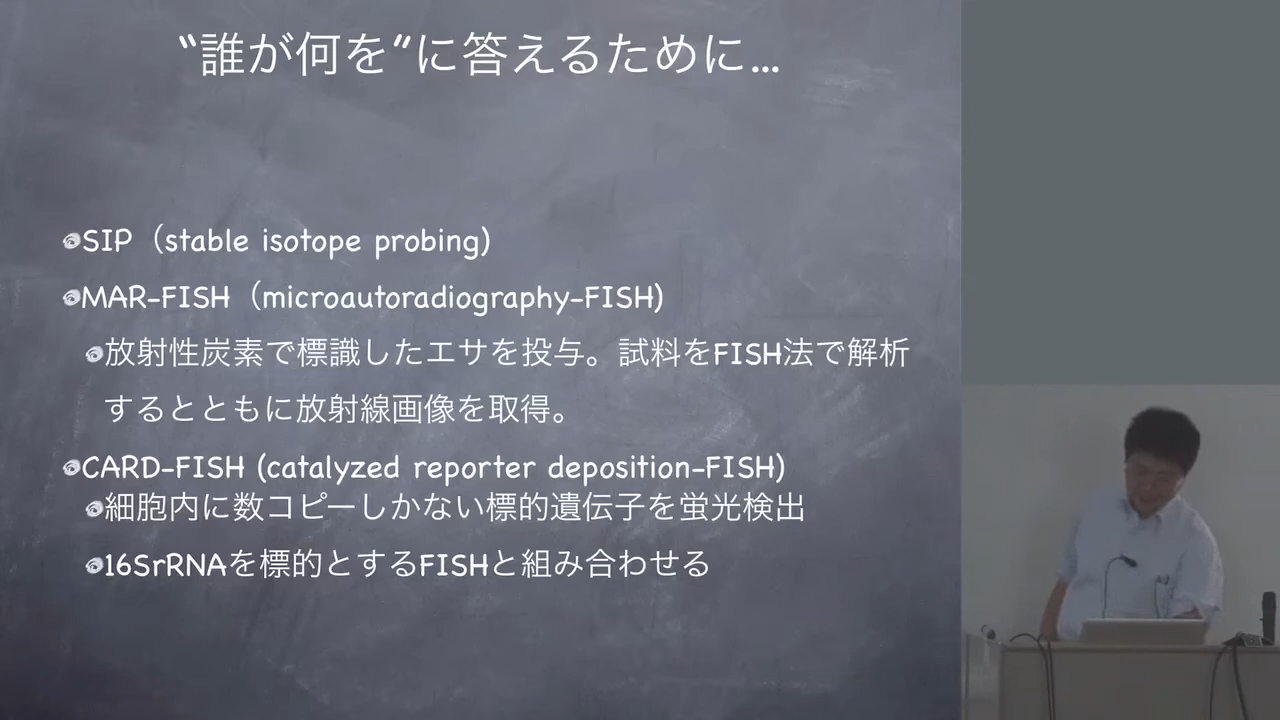 “誰が何を”に答えるために…
SIP（stable isotope probing)
MAR-FISH（microautoradiography-FISH)
放射性炭素で標識したエサを投与。試料をFISH法で解析
するとともに放射線画像を取得。
CARD-FISH (catalyzed reporter deposition-FISH)
細胞内に数コピーしかない標的遺伝子を蛍光検出
16SrRNAを標的とするFISHと組み合わせる